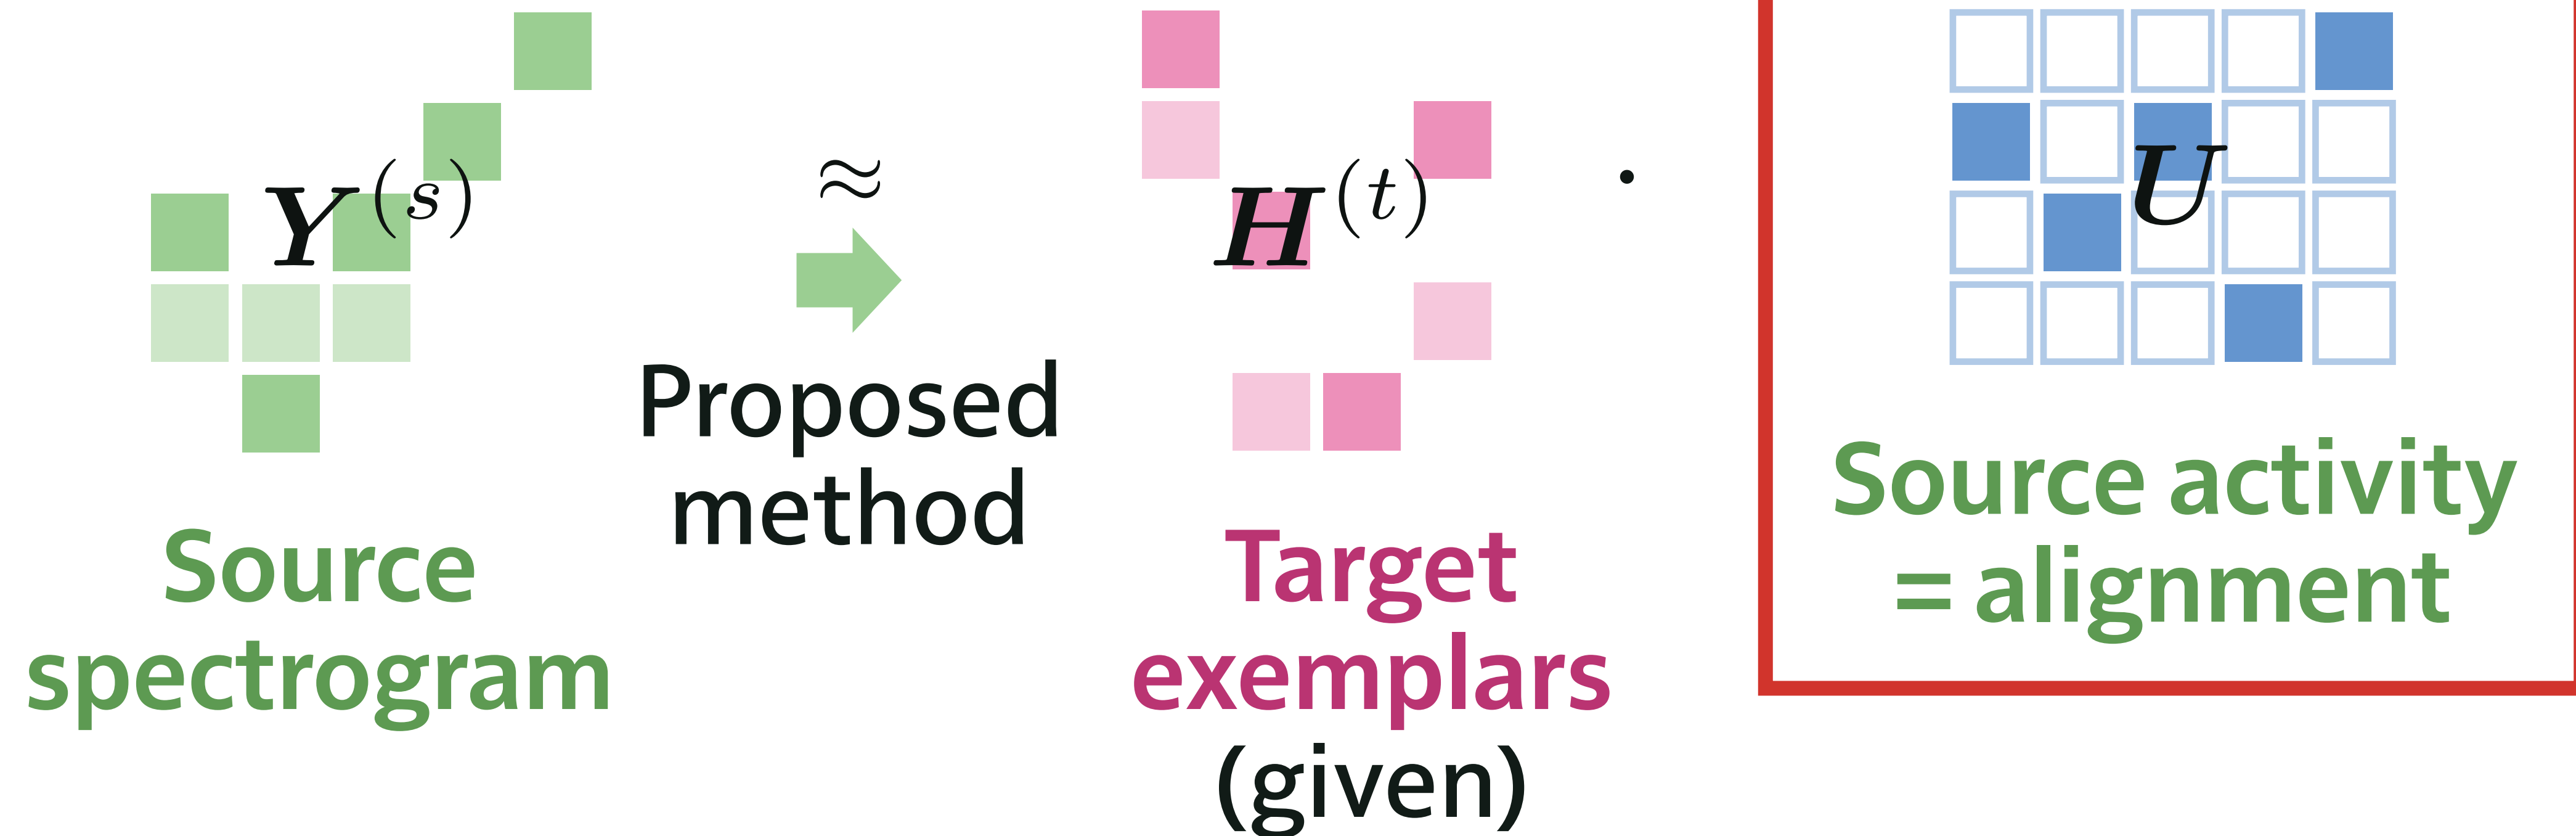 Y^(s)
≈
H^(t)
·
U
Proposed
method
Source
spectrogram
Target
exemplars
(given)
Source activity
= alignment